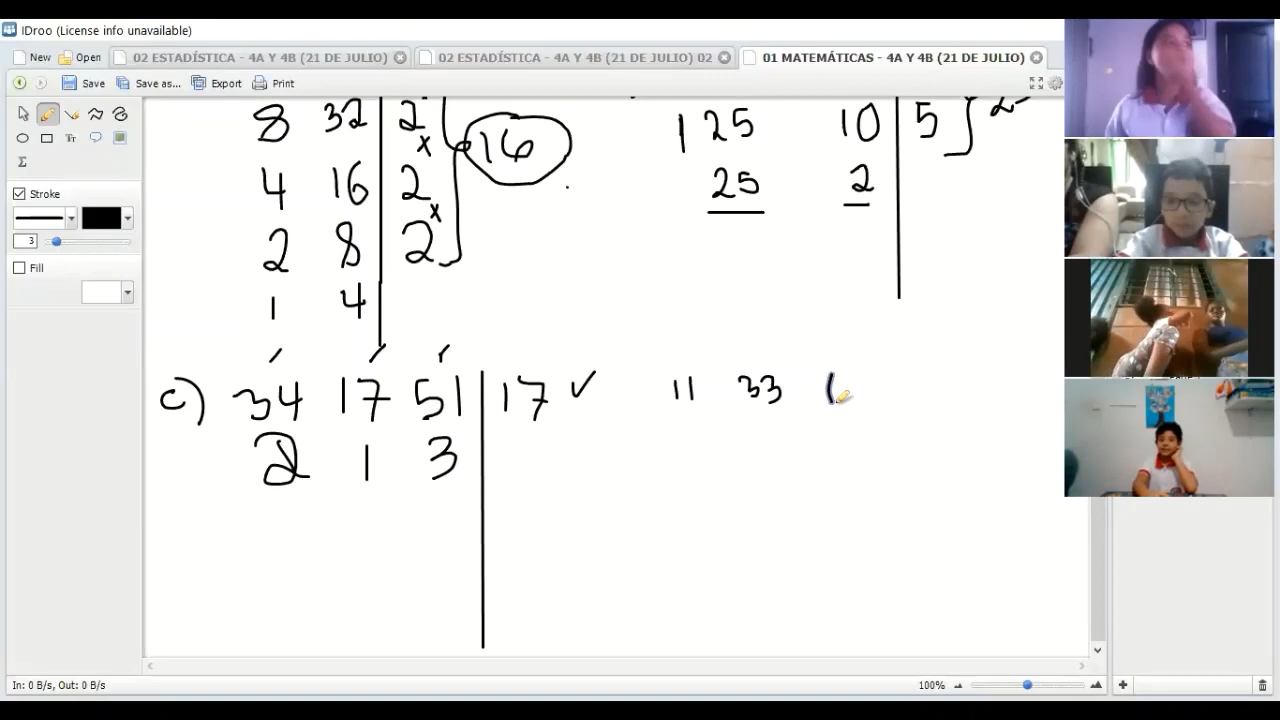 IDroo (License info unavailable)
New Open 02 ESTADÍSTICA - 4A Y 4B (21 DE JULIO) 02 ESTADÍSTICA - 4A Y 4B (21 DE JULIO) 02 01 MATEMÁTICAS - 4A Y 4B (21 DE JULIO)
Save Save as... Export Print
8 32 2 x 16
125 10 5
4 16 2 x
25 2
2 8 2
1 4
c) 34 17 51 17 ✓ 11 33
2 1 3
Tr
Σ
Stroke
3
Fill
In: 0 B/s, Out: 0 B/s 100%